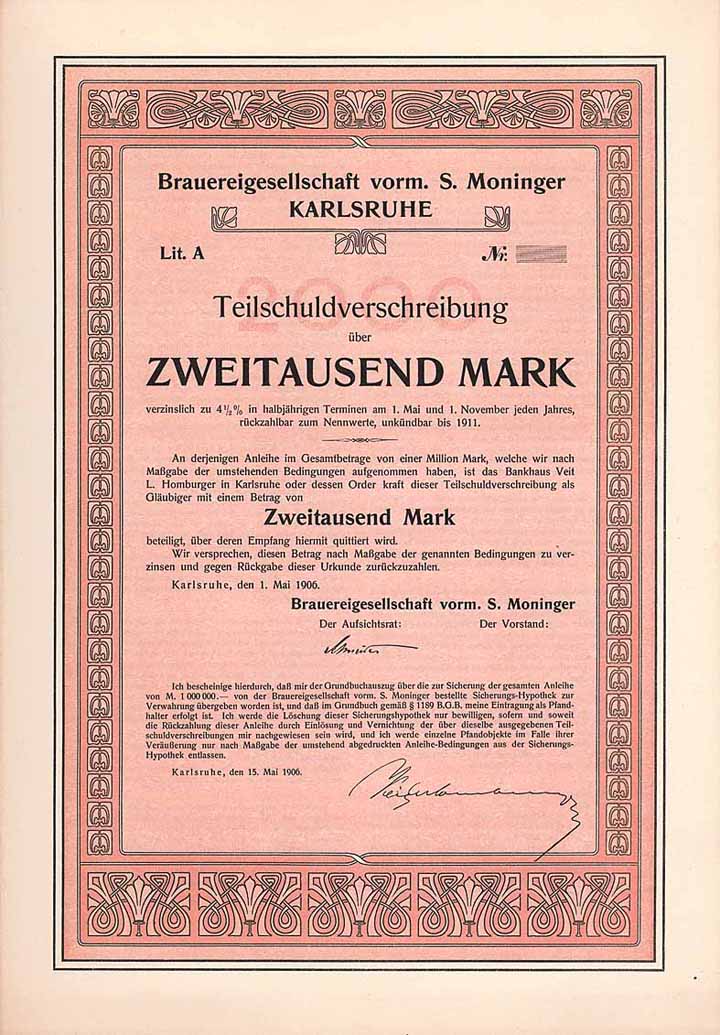 Brauereigesellschaft vorm. S. Moninger
KARLSRUHE
Lit. A Nr.
2000
Teilschuldverschreibung
über
ZWEITAUSEND MARK
verzinslich zu 4½% in halbjährigen Terminen am 1. Mai und 1. November jeden Jahres,
rückzahlbar zum Nennwerte, unkündbar bis 1911.
An derjenigen Anleihe im Gesamtbetrage von einer Million Mark, welche wir nach
Maßgabe der umstehenden Bedingungen aufgenommen haben, ist das Bankhaus Veit
L. Homburger in Karlsruhe oder dessen Order kraft dieser Teilschuldverschreibung als
Gläubiger mit einem Betrag von
Zweitausend Mark
beteiligt, über deren Empfang hiermit quittiert wird.
Wir versprechen, diesen Betrag nach Maßgabe der genannten Bedingungen zu ver-
zinsen und gegen Rückgabe dieser Urkunde zurückzuzahlen.
Karlsruhe, den 1. Mai 1906.
Brauereigesellschaft vorm. S. Moninger
Der Aufsichtsrat: Der Vorstand:
Ich bescheinige hierdurch, daß mir der Grundbuchauszug über die zur Sicherung der gesamten Anleihe
von M. 1 000 000.— von der Brauereigesellschaft vorm. S. Moninger bestellte Sicherungs-Hypothek zur
Verwahrung übergeben worden ist, und daß im Grundbuch gemäß § 1189 B.G.B. meine Eintragung als Pfand-
halter erfolgt ist. Ich werde die Löschung dieser Sicherungshypothek nur bewilligen, sofern und soweit
die Rückzahlung dieser Anleihe durch Einlösung und Vernichtung der über dieselbe ausgegebenen Teil-
schuldverschreibungen mir nachgewiesen sein wird, und ich werde einzelne Pfandobjekte im Falle ihrer
Veräußerung nur nach Maßgabe der umstehend abgedruckten Anleihe-Bedingungen aus der Sicherungs-
Hypothek entlassen.
Karlsruhe, den 15. Mai 1906.